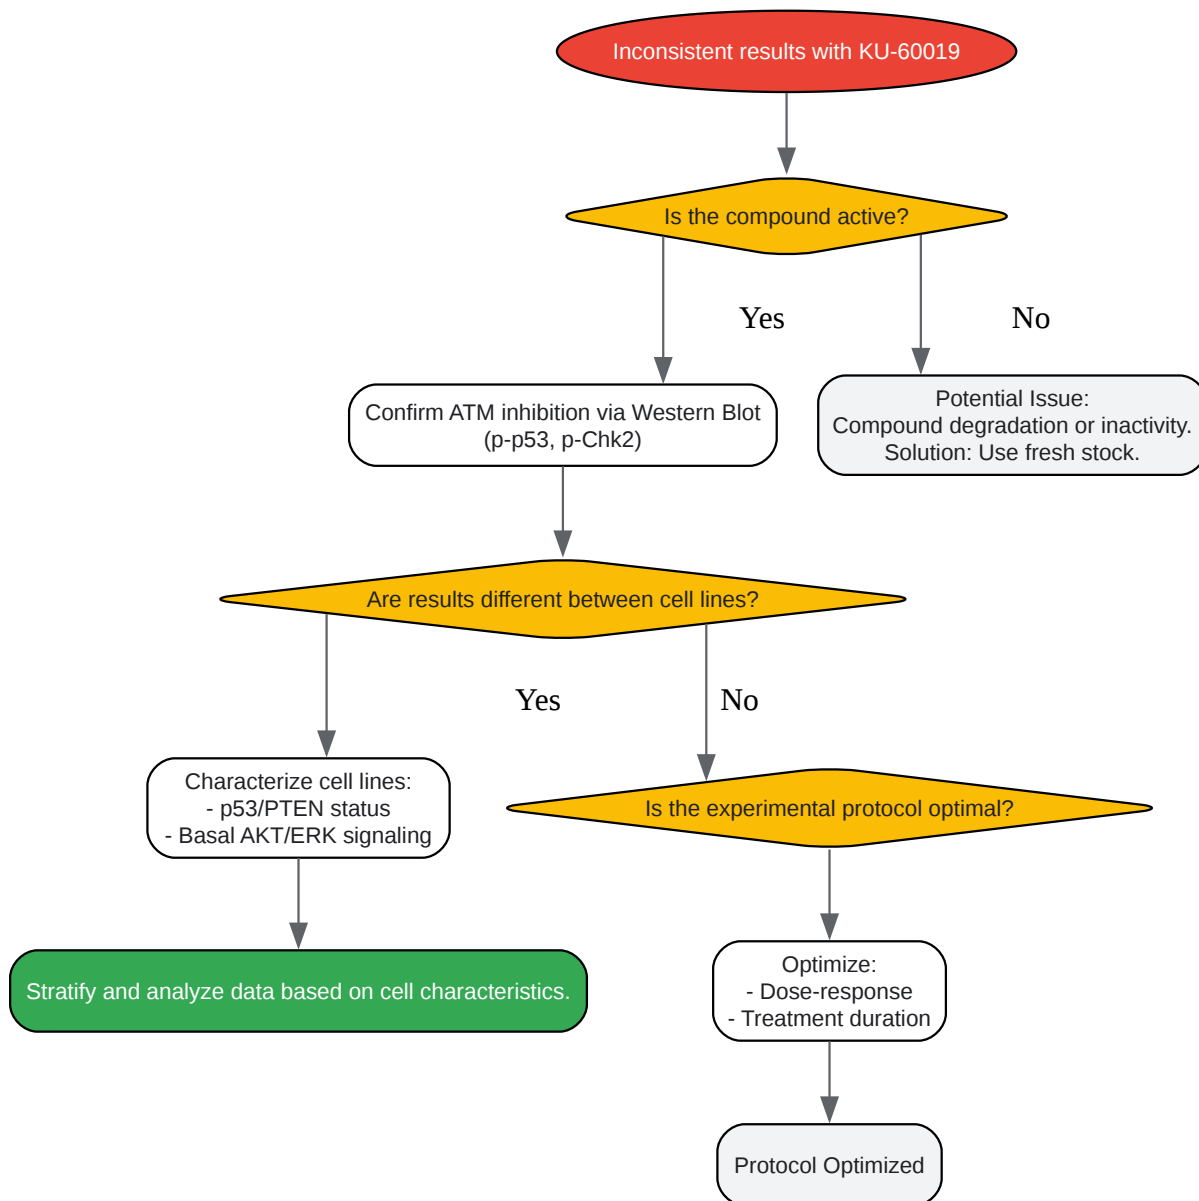 Inconsistent results with KU-60019
Is the compound active?
Yes
No
Confirm ATM inhibition via Western Blot
(p-p53, p-Chk2)
Potential Issue:
Compound degradation or inactivity.
Solution: Use fresh stock.
Are results different between cell lines?
Yes
No
Characterize cell lines:
- p53/PTEN status
- Basal AKT/ERK signaling
Is the experimental protocol optimal?
Stratify and analyze data based on cell characteristics.
Optimize:
- Dose-response
- Treatment duration
Protocol Optimized